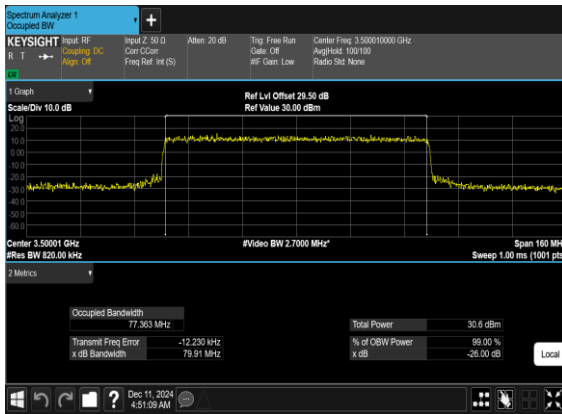 Spectrum Analyzer 1
Occupied BW
+
KEYSIGHT Input: RF Input Z: 50 Ω Atten: 20 dB Trig: Free Run Center Freq: 3.500010000 GHz
R T Coupling: DC Corr CCorr Gate: Off Avg|Hold: 100/100
Align: Off Freq Ref: Int (S) #IF Gain: Low Radio Std: None
LXI
1 Graph
Ref Lvl Offset 29.50 dB
Scale/Div 10.0 dB Ref Value 30.00 dBm
Log
20.0
10.0
0.00
-10.0
-20.0
-30.0
-40.0
-50.0
-60.0
Center 3.50001 GHz #Video BW 2.7000 MHz* Span 160 MH
#Res BW 820.00 kHz Sweep 1.00 ms (1001 pts
2 Metrics
Occupied Bandwidth
77.363 MHz Total Power 30.6 dBm
Transmit Freq Error -12.230 kHz % of OBW Power 99.00 %
x dB Bandwidth 79.91 MHz x dB -26.00 dB
Local
? Dec 11, 2024
4:51:09 AM